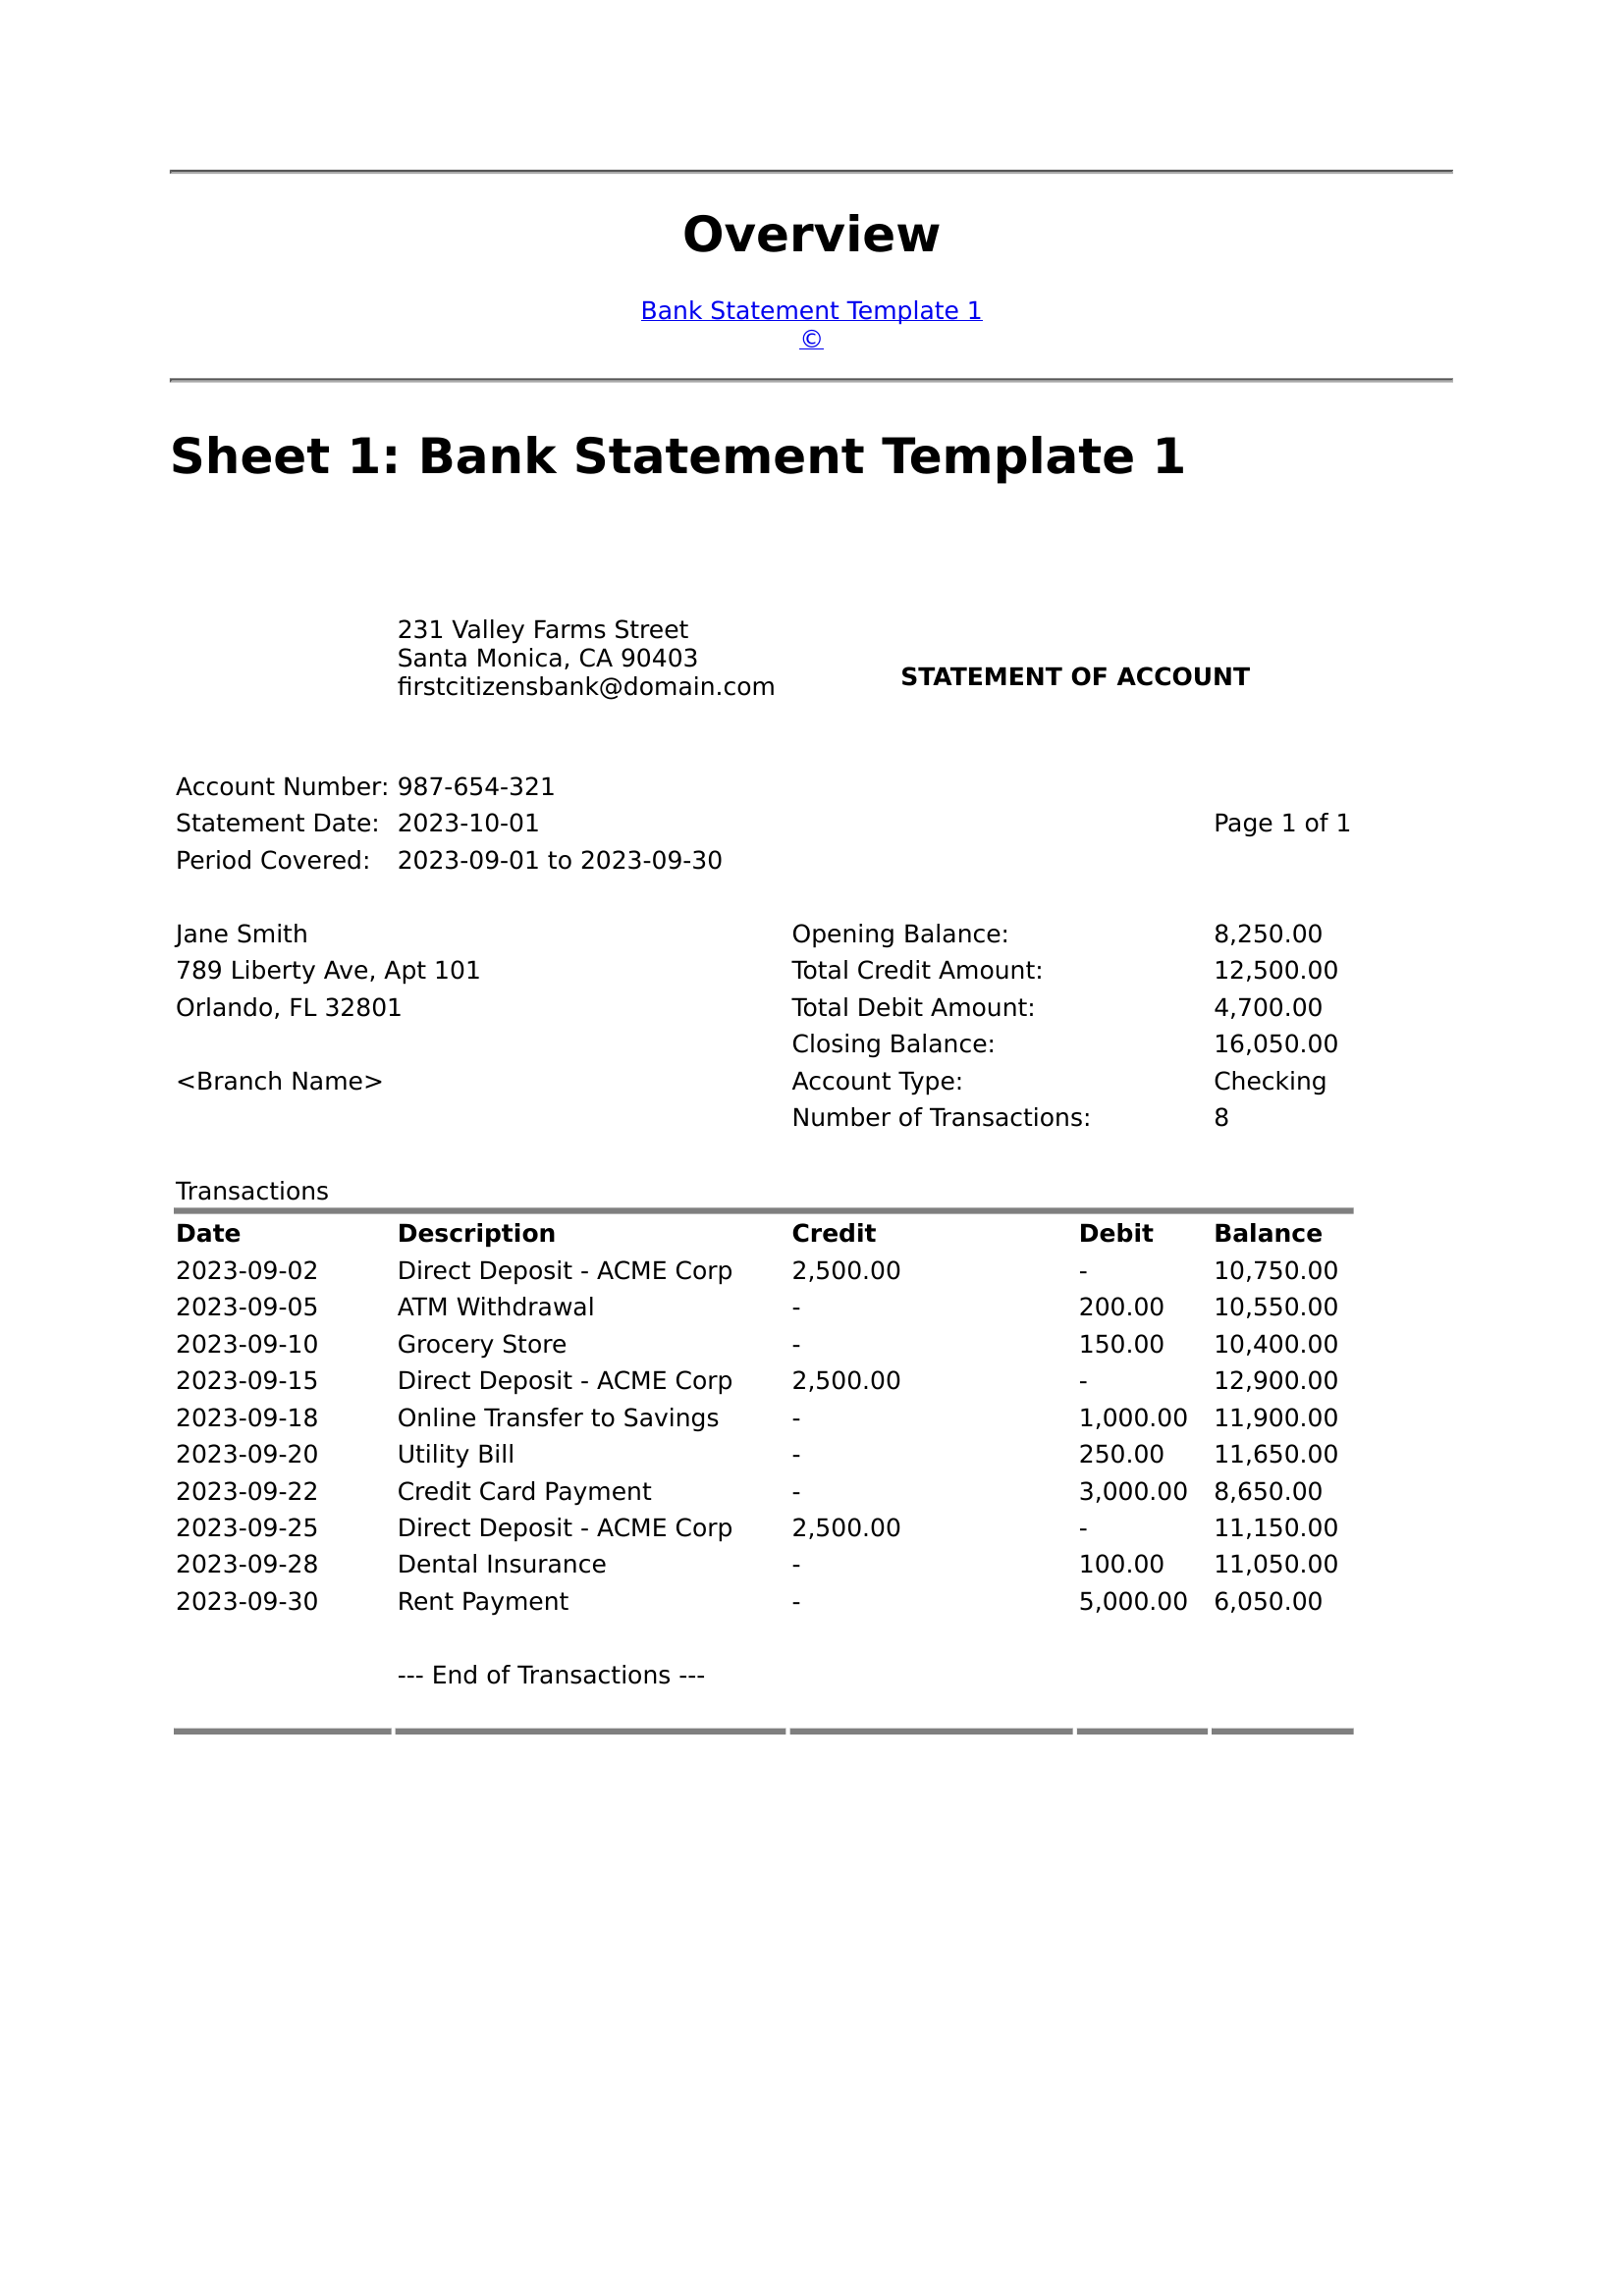 Overview
Bank Statement Template 1
©
Sheet 1: Bank Statement Template 1
231 Valley Farms Street
Santa Monica, CA 90403
firstcitizensbank@domain.com
STATEMENT OF ACCOUNT
Account Number: 987-654-321
Statement Date: 2023-10-01 Page 1 of 1
Period Covered: 2023-09-01 to 2023-09-30
Jane Smith Opening Balance: 8,250.00
789 Liberty Ave, Apt 101 Total Credit Amount: 12,500.00
Orlando, FL 32801 Total Debit Amount: 4,700.00
Closing Balance: 16,050.00
<Branch Name> Account Type: Checking
Number of Transactions: 8
Transactions
Date Description Credit Debit Balance
2023-09-02 Direct Deposit - ACME Corp 2,500.00 - 10,750.00
2023-09-05 ATM Withdrawal - 200.00 10,550.00
2023-09-10 Grocery Store - 150.00 10,400.00
2023-09-15 Direct Deposit - ACME Corp 2,500.00 - 12,900.00
2023-09-18 Online Transfer to Savings - 1,000.00 11,900.00
2023-09-20 Utility Bill - 250.00 11,650.00
2023-09-22 Credit Card Payment - 3,000.00 8,650.00
2023-09-25 Direct Deposit - ACME Corp 2,500.00 - 11,150.00
2023-09-28 Dental Insurance - 100.00 11,050.00
2023-09-30 Rent Payment - 5,000.00 6,050.00
--- End of Transactions ---